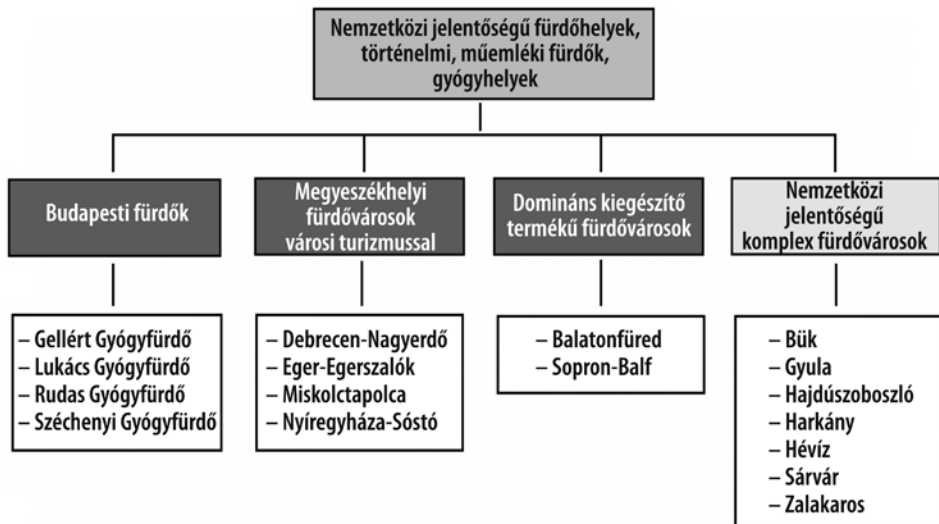 Nemzetközi jelentőségű fürdőhelyek,
történelmi, műemléki fürdők,
gyógyhelyek
Budapesti fürdők
Megyeszékhelyi
fürdővárosok
városi turizmussal
Domináns kiegészítő
termékű fürdővárosok
Nemzetközi
jelentőségű
komplex fürdővárosok
– Gellért Gyógyfürdő
– Lukács Gyógyfürdő
– Rudas Gyógyfürdő
– Széchenyi Gyógyfürdő
– Debrecen-Nagyerdő
– Eger-Egerszalók
– Miskolctapolca
– Nyíregyháza-Sóstó
– Balatonfüred
– Sopron-Balf
– Bük
– Gyula
– Hajdúszoboszló
– Harkány
– Hévíz
– Sárvár
– Zalakaros